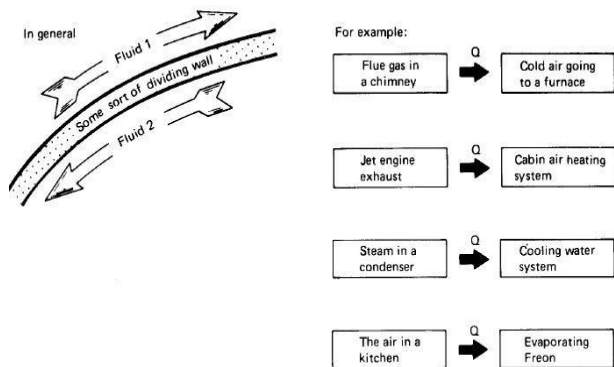 In general
Fluid 1
Some sort of dividing wall
Fluid 2
For example:
Flue gas in
a chimney
Q
Cold air going
to a furnace
Jet engine
exhaust
Q
Cabin air heating
system
Steam in a
condenser
Q
Cooling water
system
The air in a
kitchen
Q
Evaporating
Freon